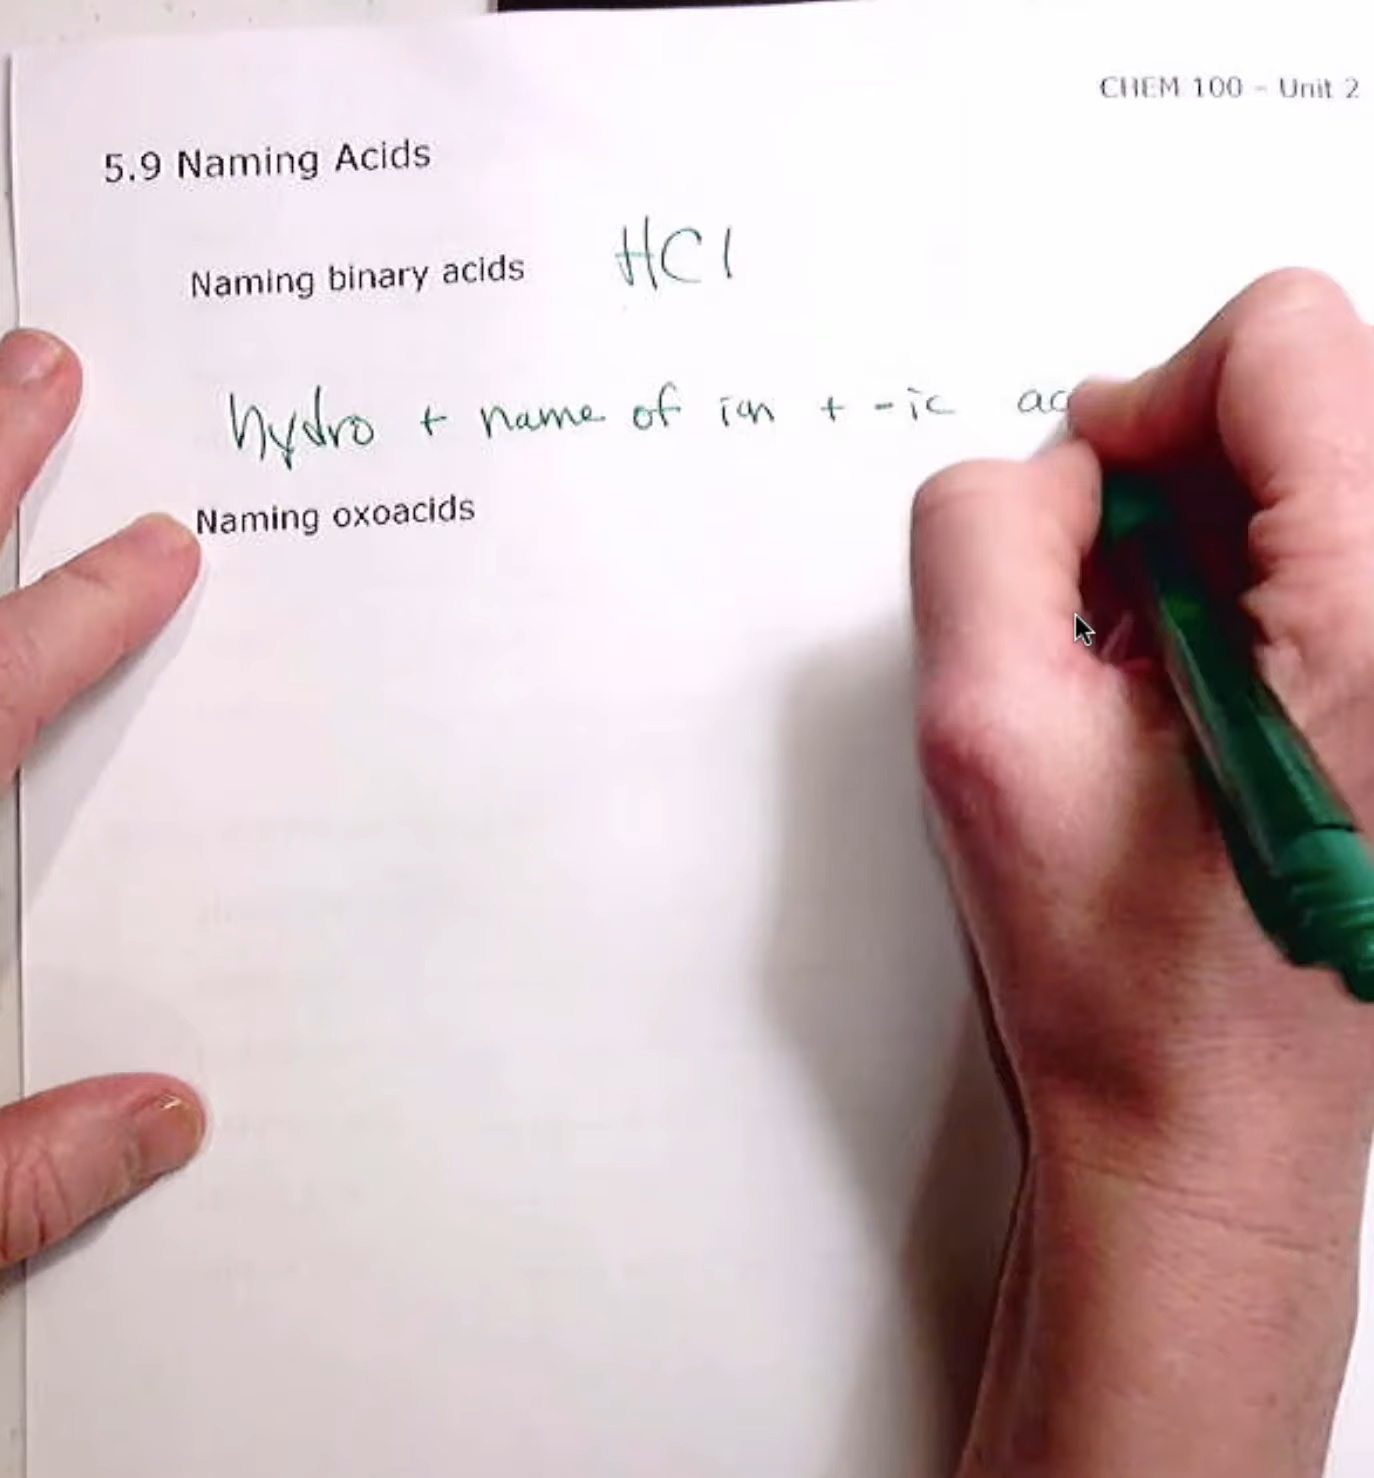 CHEM 100 - Unit 2
5.9 Naming Acids
Naming binary acids HCl
hydro + name of ion + -ic ac
Naming oxoacids